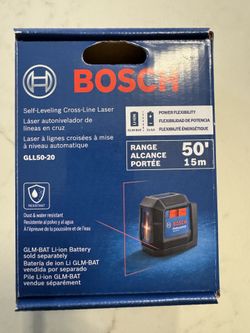 BOSCH
Self-Leveling Cross-Line Laser
Láser autonivelador de
líneas en cruz
Laser à lignes croisées à mise
à niveau automatique
GLL50-20
POWER FLEXIBILITY
FLEXIBILIDAD DE POTENCIA
FLEXIBILITÉ ÉNERGÉTIQUE
RANGE
ALCANCE
PORTÉE
50'
15m
RESISTANT
Dust & water resistant
Resistente al polvo y al agua
À l'épreuve de la poussière et de l'eau
GLM-BAT Li-ion Battery
sold separately
Batería de ion Li GLM-BAT
vendida por separado
Pile Li-ion GLM-BAT
vendue séparément
BOSCH